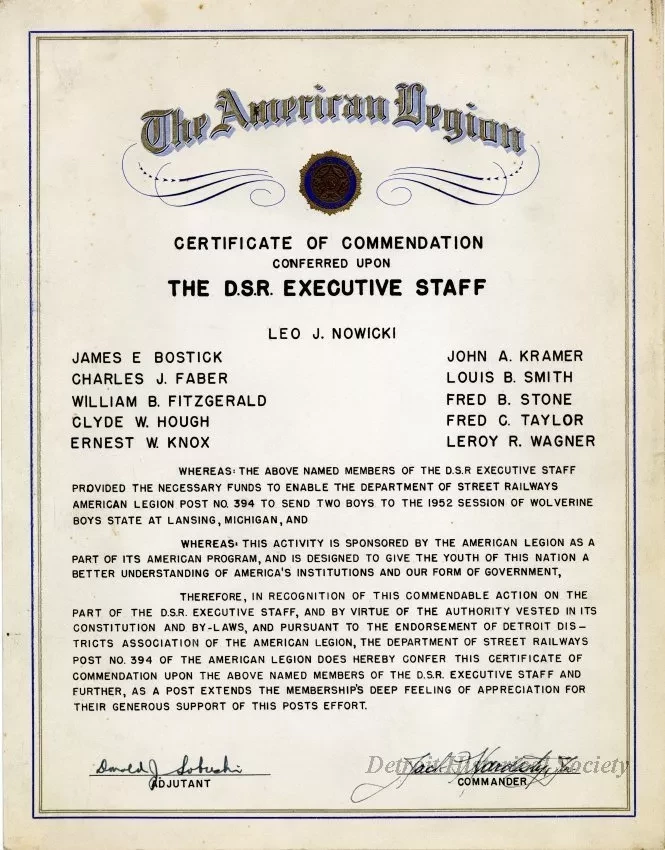 The American Legion
CERTIFICATE OF COMMENDATION
CONFERRED UPON
THE D.S.R. EXECUTIVE STAFF
LEO J. NOWICKI
JAMES E BOSTICK
CHARLES J. FABER
WILLIAM B. FITZGERALD
CLYDE W. HOUGH
ERNEST W. KNOX
JOHN A. KRAMER
LOUIS B. SMITH
FRED B. STONE
FRED C. TAYLOR
LEROY R. WAGNER
WHEREAS: THE ABOVE NAMED MEMBERS OF THE D.S.R EXECUTIVE STAFF
PROVIDED THE NECESSARY FUNDS TO ENABLE THE DEPARTMENT OF STREET RAILWAYS
AMERICAN LEGION POST NO. 394 TO SEND TWO BOYS TO THE 1952 SESSION OF WOLVERINE
BOYS STATE AT LANSING, MICHIGAN, AND
WHEREAS: THIS ACTIVITY IS SPONSORED BY THE AMERICAN LEGION AS A
PART OF ITS AMERICAN PROGRAM, AND IS DESIGNED TO GIVE THE YOUTH OF THIS NATION A
BETTER UNDERSTANDING OF AMERICA'S INSTITUTIONS AND OUR FORM OF GOVERNMENT,
THEREFORE, IN RECOGNITION OF THIS COMMENDABLE ACTION ON THE
PART OF THE D.S.R. EXECUTIVE STAFF, AND BY VIRTUE OF THE AUTHORITY VESTED IN ITS
CONSTITUTION AND BY-LAWS, AND PURSUANT TO THE ENDORSEMENT OF DETROIT DIS-
TRICTS ASSOCIATION OF THE AMERICAN LEGION, THE DEPARTMENT OF STREET RAILWAYS
POST NO. 394 OF THE AMERICAN LEGION DOES HEREBY CONFER THIS CERTIFICATE OF
COMMENDATION UPON THE ABOVE NAMED MEMBERS OF THE D.S.R. EXECUTIVE STAFF AND
FURTHER, AS A POST EXTENDS THE MEMBERSHIP'S DEEP FEELING OF APPRECIATION FOR
THEIR GENEROUS SUPPORT OF THIS POSTS EFFORT.
Donald J.
ADJUTANT
Jack
COMMANDER
Detroit Historical Society